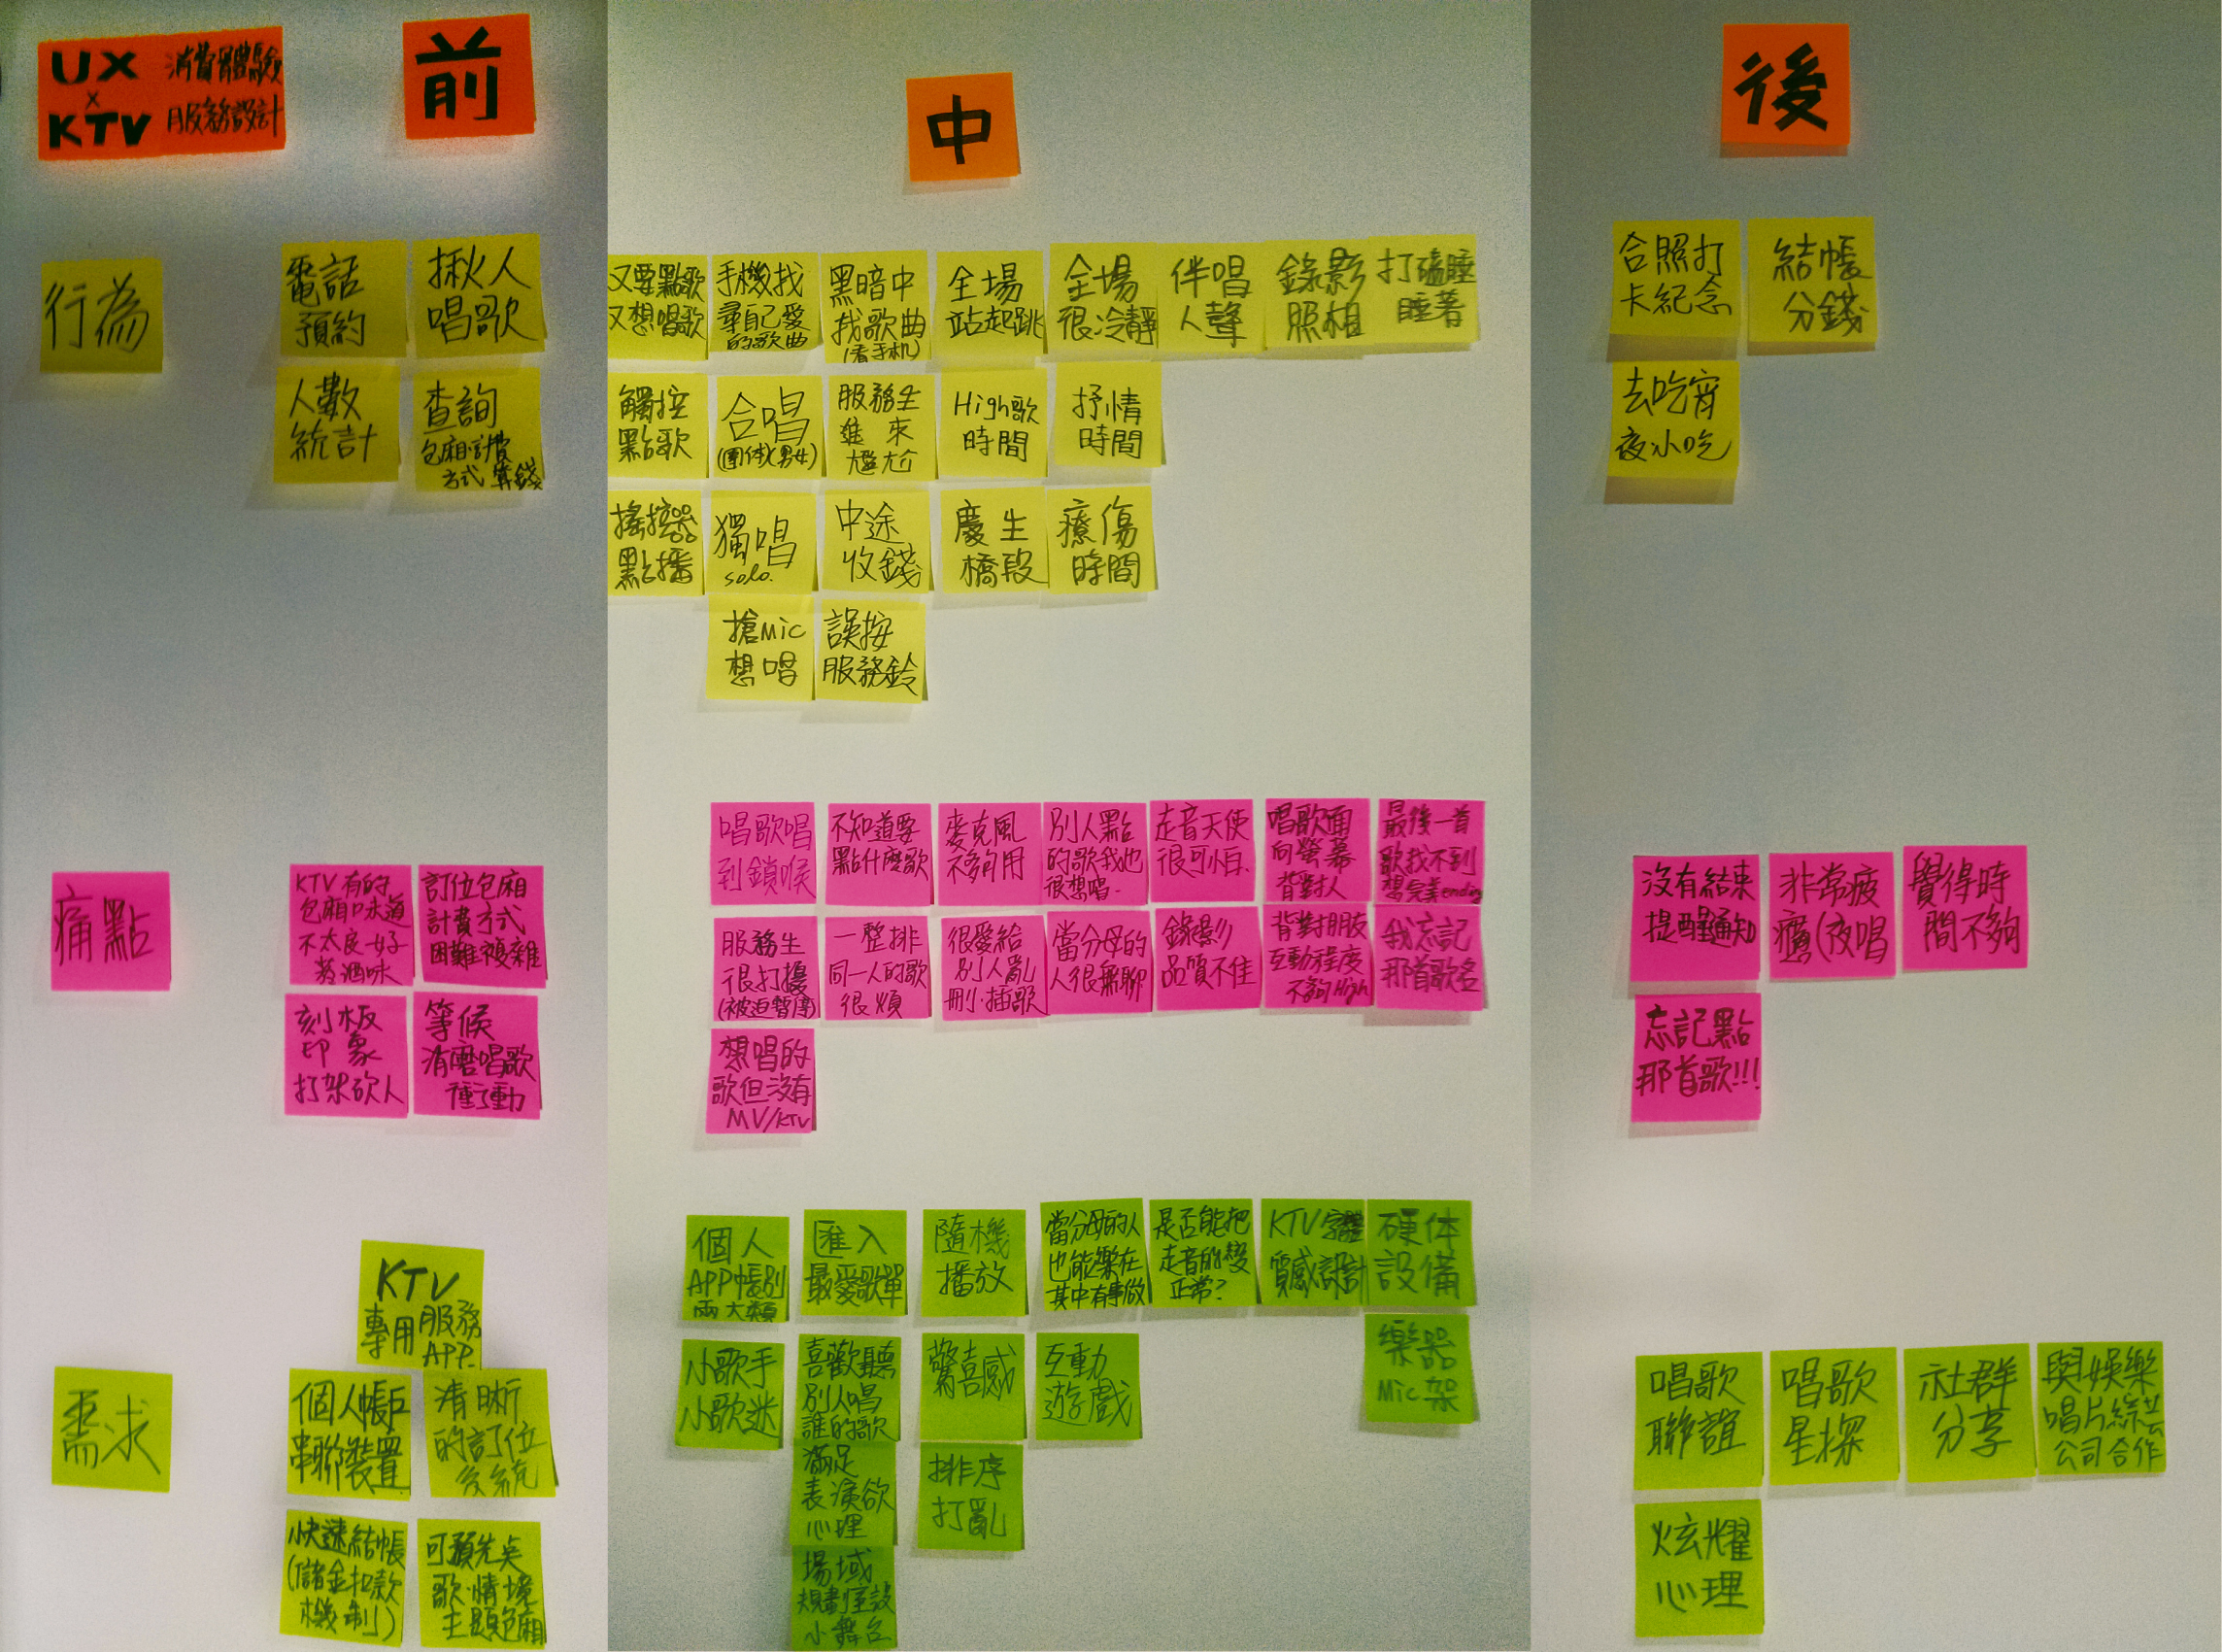 UX
×
KTV
消費體驗
服務設計
前
中
後
行為
電話
預約
揪人
唱歌
人數
統計
查詢
包廂計費
方式 算錢
又要點歌
又想唱歌
手機找
尋自己愛
的歌曲
黑暗中
找歌曲
(看手机)
全場
站起跳
全場
很冷靜
伴唱
人聲
錄影
照相
打磕睡
睡著
觸控
點歌
合唱
(團体)(男女)
服務生
進來
尷尬
High歌
時間
抒情
時間
搖控器
點播
獨唱
solo.
中途
收錢
慶生
橋段
療傷
時間
搶Mic
想唱
誤按
服務鈴
合照打
卡紀念
結帳
分錢
去吃宵
夜小吃
痛點
KTV有的
包廂味道
不太良好
菸酒味
訂位包廂
計費方式
困難複雜
刻板
印象
打架砍人
等候
消磨唱歌
衝動
唱歌唱
到鎖喉
不知道要
點什麼歌
麥克風
不夠用
別人點
的歌我也
很想唱.
走音天使
很可怕.
唱歌面
向螢幕
背對人
最後一首
歌找不到
想完美ending
服務生
很打擾
(被迫暫停)
一整排
同一人的歌
很煩
很愛給
別人亂
刪.插歌
當分母的
人很無聊
錄影
品質不佳
背對朋友
互動程度
不夠High
我忘記
那首歌名
想唱的
歌但沒有
MV/KTV
沒有結束
提醒通知
非常疲
憊(夜唱
覺得時
間不夠
忘記點
那首歌!!!
需求
KTV
專用服務
APP.
個人帳戶
串聯裝置
清晰
的訂位
系統
快速結帳
(儲金扣款
機制)
可預先点
歌.情境
主題包廂
個人
APP帳別
兩大類
匯入
最愛歌單
隨機
播放
當分母的人
也能樂在
其中有事做
是否能把
走音的變
正常?
KTV字體
質感設計
硬体
設備
小歌手
小歌迷
喜歡聽
別人唱
誰的歌
驚喜感
互動
遊戲
樂器
Mic架
滿足
表演欲
心理
排序
打亂
場域
規劃僅設
小舞台
唱歌
聯誼
唱歌
星探
社群
分享
與娛樂
唱片綜芸
公司合作
炫耀
心理